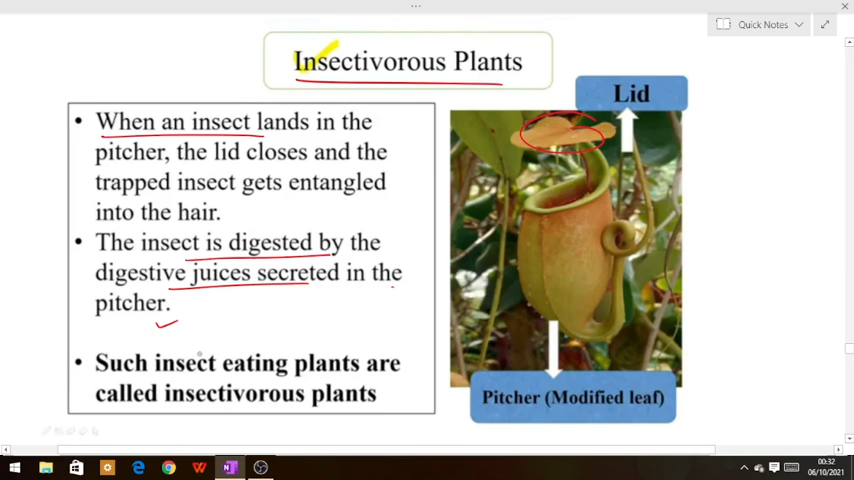 Quick Notes
Insectivorous Plants
Lid
• When an insect lands in the
pitcher, the lid closes and the
trapped insect gets entangled
into the hair.
• The insect is digested by the
digestive juices secreted in the
pitcher.
• Such insect eating plants are
called insectivorous plants
Pitcher (Modified leaf)
00:32
06/10/2021